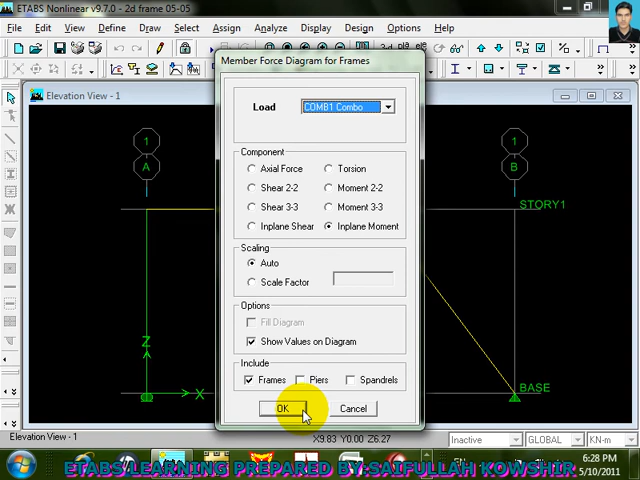 ETABS Nonlinear v9.7.0 - 2d frame 05-05
File Edit View Define Draw Select Assign Analyze Display Design Options Help
Member Force Diagram for Frames
Elevation View - 1
Load COMB1 Combo
Component
Axial Force Torsion
Shear 2-2 Moment 2-2
Shear 3-3 Moment 3-3
Inplane Shear Inplane Moment
Scaling
Auto
Scale Factor
Options
Fill Diagram
Show Values on Diagram
Include
Frames Piers Spandrels
OK Cancel
1 1
A B
STORY1
Z
X
BASE
Elevation View - 1 X9.83 Y0.00 Z6.27 Inactive GLOBAL KN-m
EN 6:28 PM
5/10/2011
ETABS LEARNING PREPARED BY:SAIFULLAH KOWSHIR